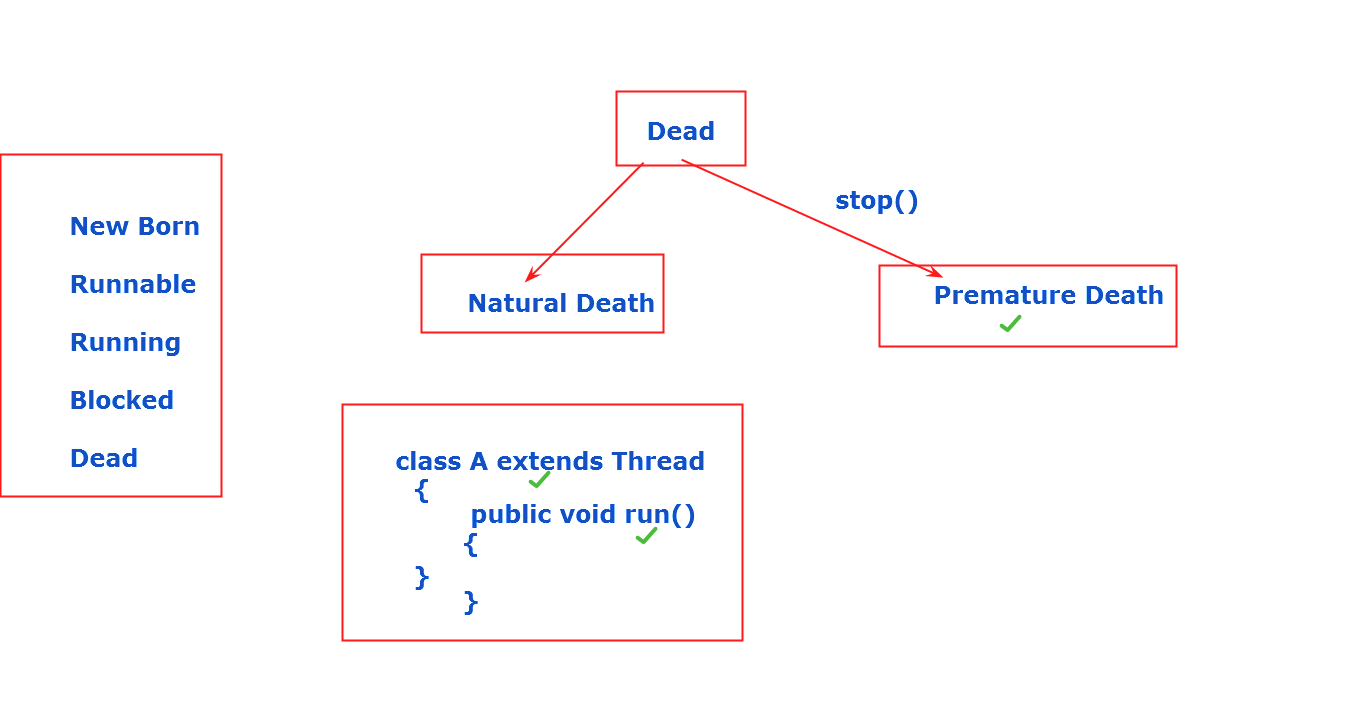 Dead
stop()
New Born
Runnable
Running
Blocked
Dead
Natural Death
Premature Death
class A extends Thread
{
public void run()
{
}
}